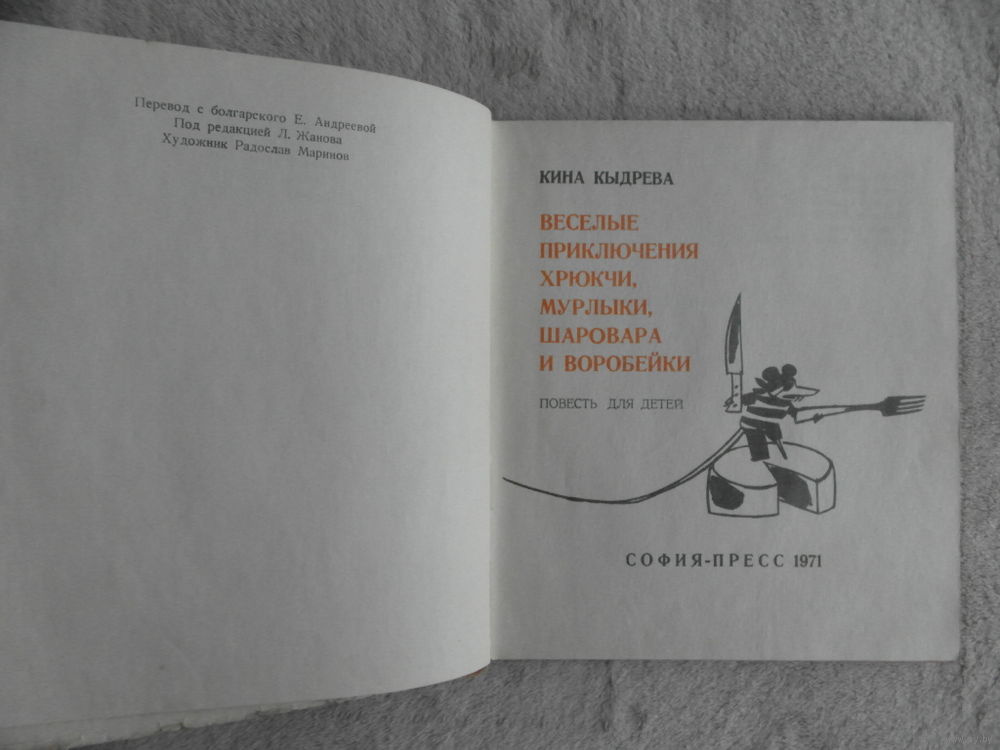 Перевод с болгарского Е. Андреевой
Под редакцией Л. Жанова
Художник Радослав Маринов
КИНА КЫДРЕВА
ВЕСЕЛЫЕ
ПРИКЛЮЧЕНИЯ
ХРЮКЧИ,
МУРЛЫКИ,
ШАРОВАРА
И ВОРОБЕЙКИ
ПОВЕСТЬ ДЛЯ ДЕТЕЙ
СОФИЯ-ПРЕСС 1971